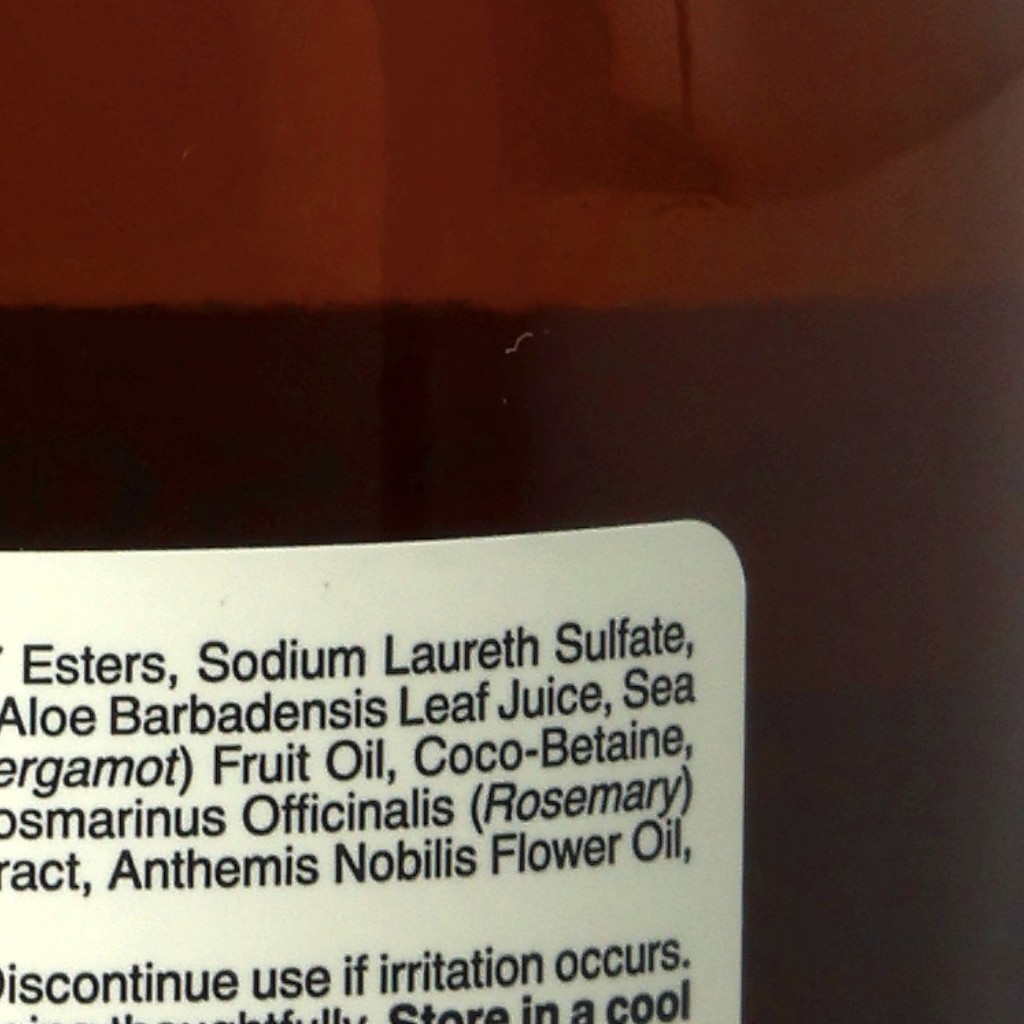 Esters, Sodium Laureth Sulfate,
Aloe Barbadensis Leaf Juice, Sea
ergamot) Fruit Oil, Coco-Betaine,
osmarinus Officinalis (Rosemary)
ract, Anthemis Nobilis Flower Oil,
Discontinue use if irritation occurs.
thoughtfully. Store in a cool